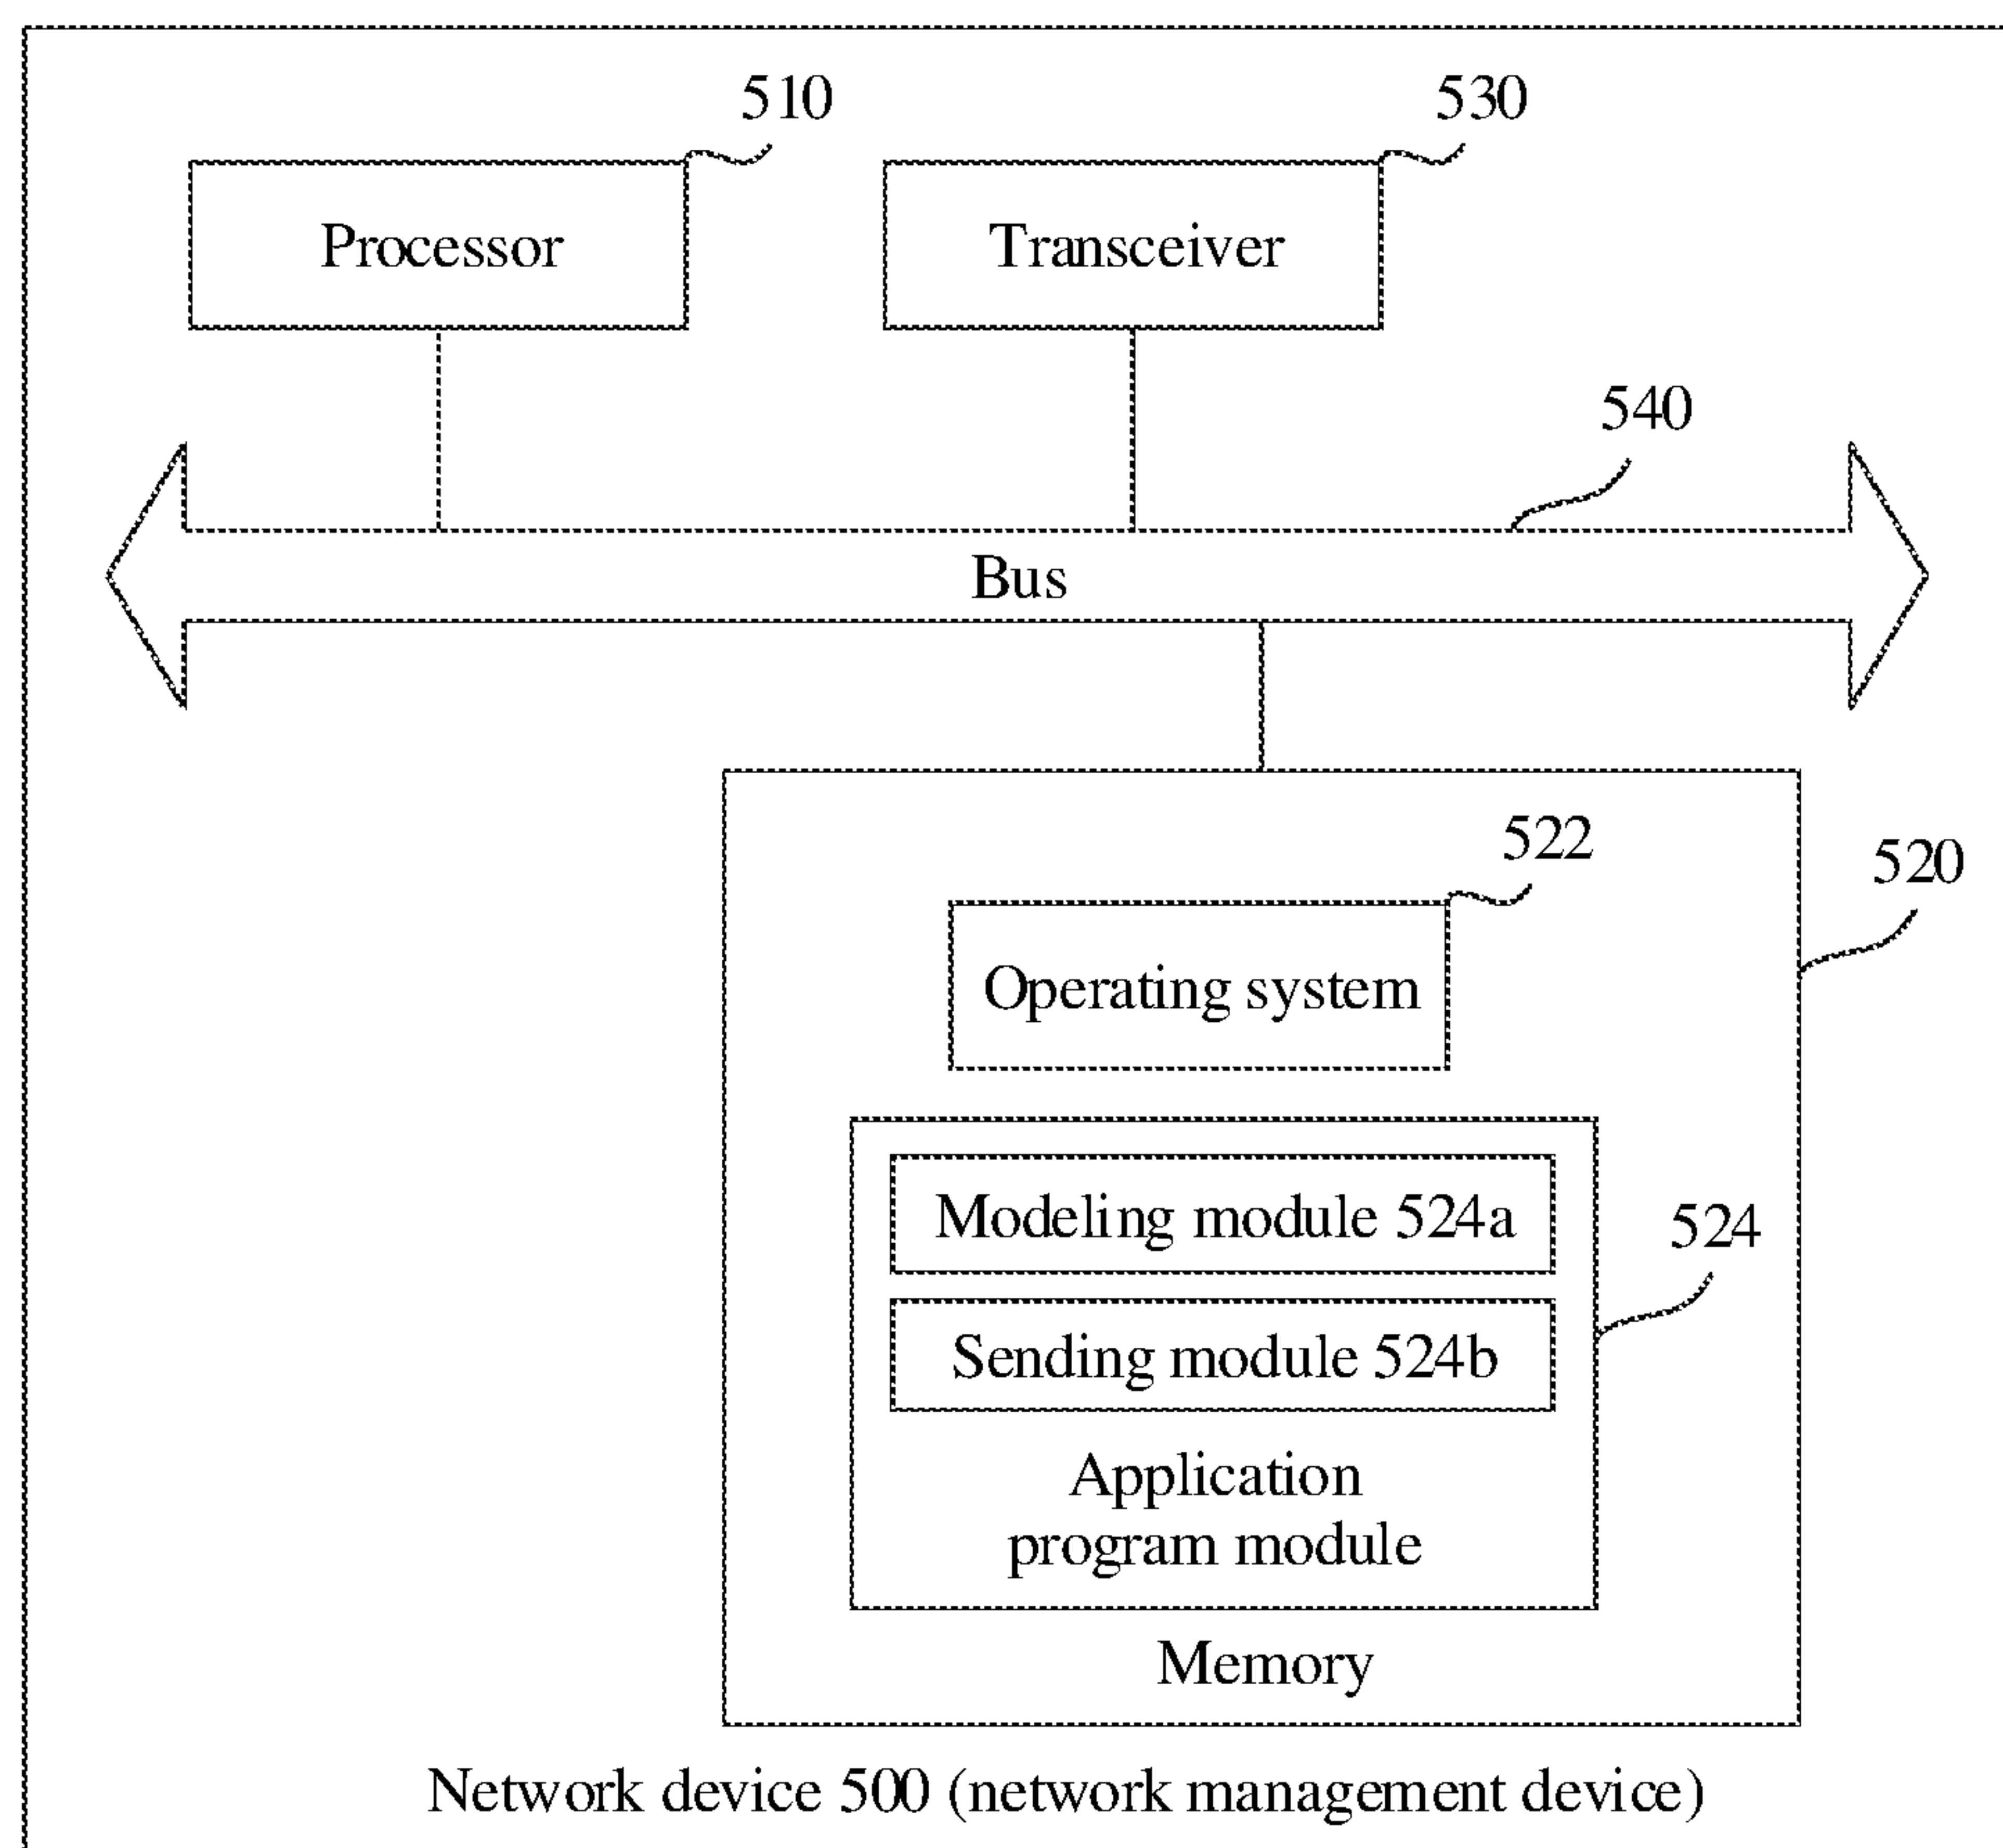 510
530
Processor
Transceiver
540
Bus
522
520
Operating system
Modeling module 524a
524
Sending module 524b
Application
program module
Memory
Network device 500 (network management device)